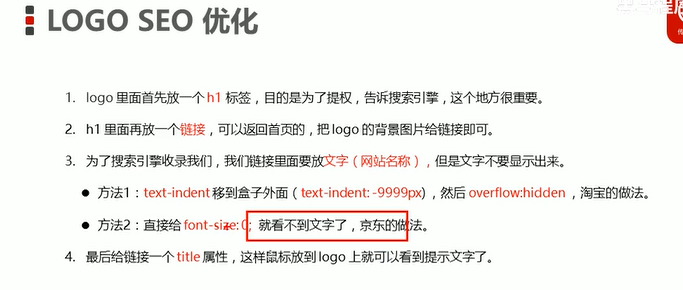 LOGO SEO 优化
1. logo 里面首先放一个 h1 标签，目的是为了提权，告诉搜索引擎，这个地方很重要。
2. h1 里面再放一个链接，可以返回首页的，把 logo 的背景图片给链接即可。
3. 为了搜索引擎收录我们，我们链接里面要放文字（网站名称），但是文字不要显示出来。
● 方法1：text-indent 移到盒子外面（text-indent: -9999px)，然后 overflow:hidden ，淘宝的做法。
● 方法2：直接给 font-size: 0; 就看不到文字了，京东的做法。
4. 最后给链接一个 title 属性，这样鼠标放到 logo 上就可以看到提示文字了。